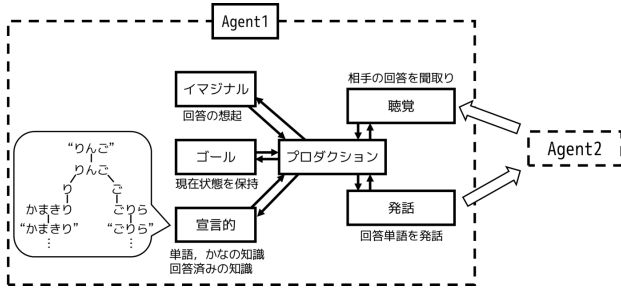 Agent1
イマジナル
回答の想起
相手の回答を聞取り
聴覚
ゴール
現在状態を保持
プロダクション
Agent2
宣言的
単語，かなの知識
回答済みの知識
発話
回答単語を発話
“りんご”
りんご
り ご
かまきり ごりら
“かまきり” “ごりら”
⋮ ⋮